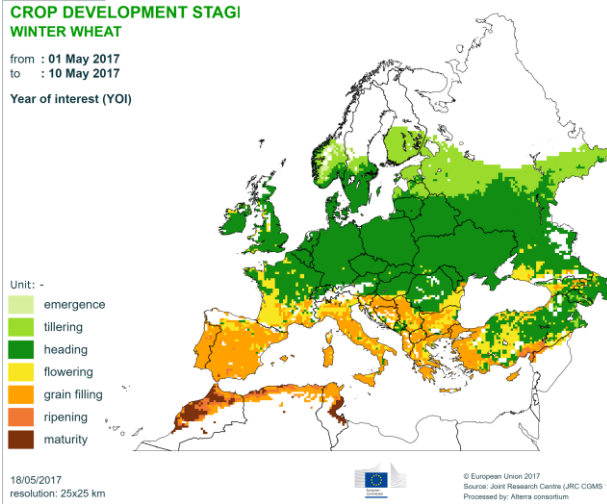 CROP DEVELOPMENT STAGI
WINTER WHEAT
from : 01 May 2017
to : 10 May 2017
Year of interest (YOI)
Unit: -
emergence
tillering
heading
flowering
grain filling
ripening
maturity
18/05/2017
resolution: 25x25 km
© European Union 2017
Source: Joint Research Centre (JRC CGMS
Processed by: Alterra consortium